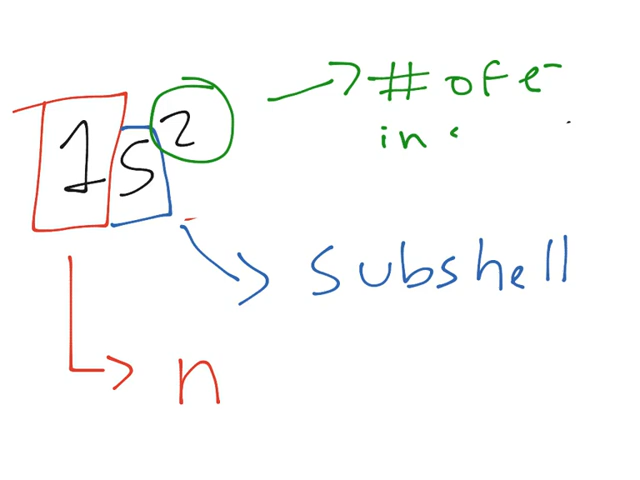 1s²
→ # of e⁻
in
subshell
n